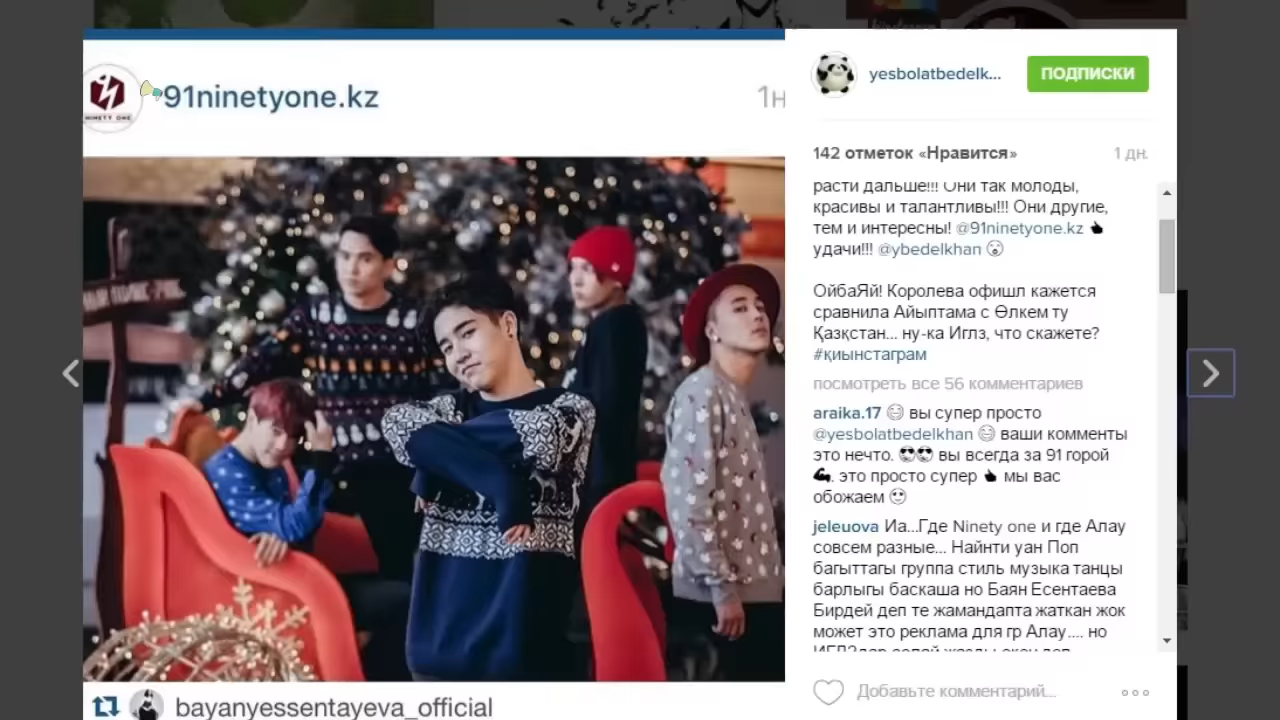 NINETY ONE
91ninetyone.kz
1н
bayanyessentayeva_official
yesbolatbedelk...
ПОДПИСКИ
142 отметок «Нравится»
1 дн.
расти дальше!!! Они так молоды,
красивы и талантливы!!! Они другие,
тем и интересны! @91ninetyone.kz
удачи!!! @ybedelkhan
ОйбаЯй! Королева офишл кажется
сравнила Айыптама с Өлкем ту
Қазқстан... ну-ка Иглз, что скажете?
#қиынстаграм
посмотреть все 56 комментариев
araika.17 вы супер просто
@yesbolatbedelkhan ваши комменты
это нечто. вы всегда за 91 горой
. это просто супер мы вас
обожаем
jeleuova Иа...Где Ninety one и где Алау
совсем разные... Найнти уан Поп
багыттагы группа стиль музыка танцы
барлыгы баскаша но Баян Есентаева
Бирдей деп те жамандапта жаткан жок
может это реклама для гр Алау.... но
Добавьте комментарий...